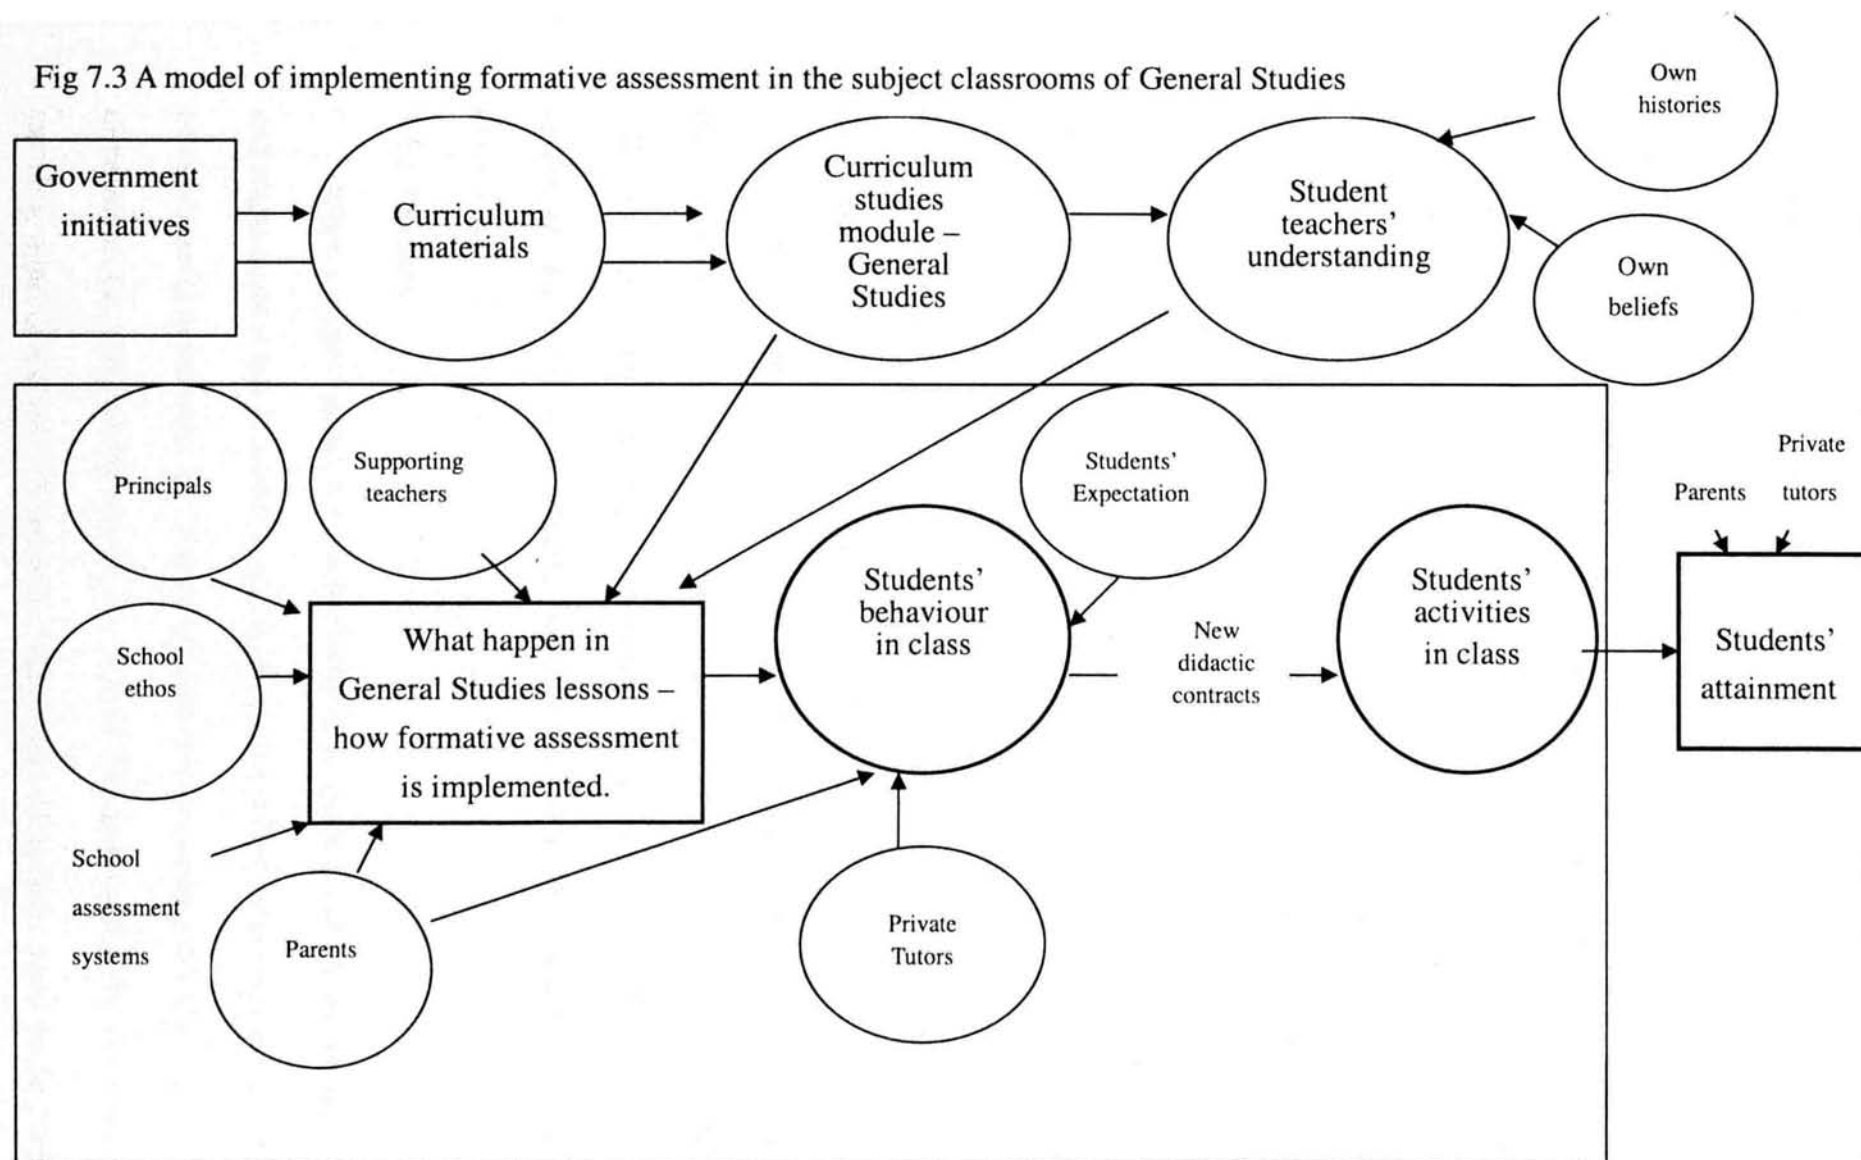 Fig 7.3 A model of implementing formative assessment in the subject classrooms of General Studies
Own
histories
Government
initiatives
Curriculum
materials
Curriculum
studies
module –
General
Studies
Student
teachers’
understanding
Own
beliefs
Principals
Supporting
teachers
Students’
Expectation
Parents
Private
tutors
School
ethos
What happen in
General Studies lessons –
how formative assessment
is implemented.
Students’
behaviour
in class
New
didactic
contracts
Students’
activities
in class
Students’
attainment
School
assessment
systems
Parents
Private
Tutors